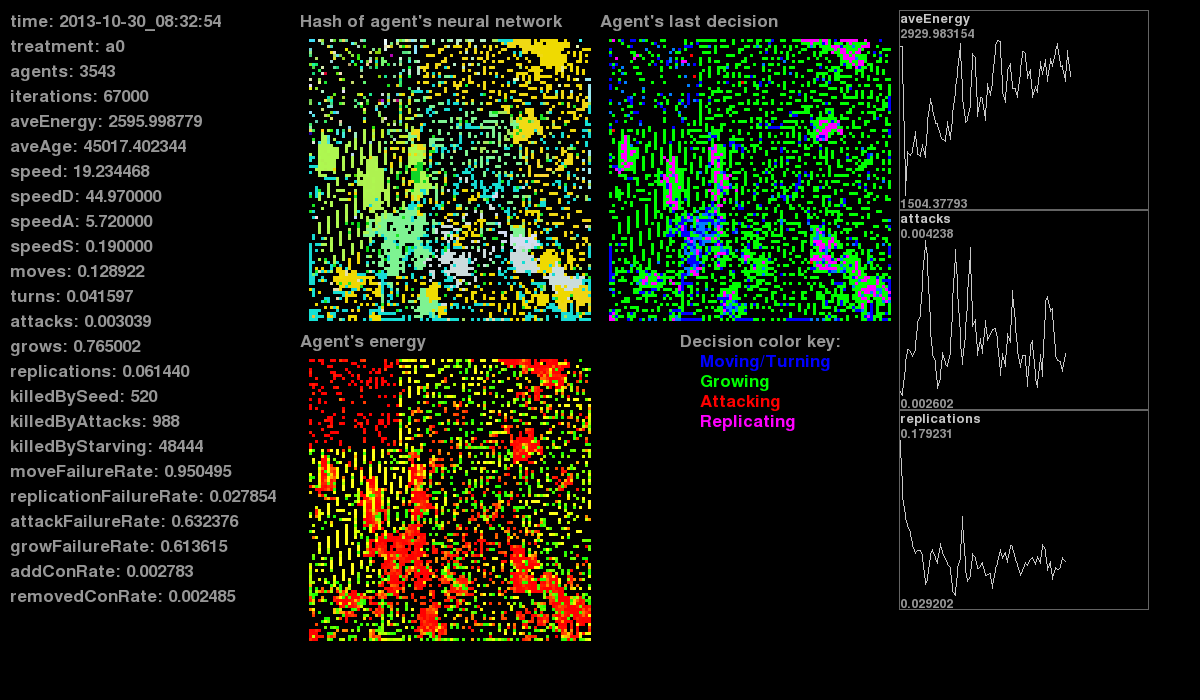 time: 2013-10-30_08:32:54
treatment: a0
agents: 3543
iterations: 67000
aveEnergy: 2595.998779
aveAge: 45017.402344
speed: 19.234468
speedD: 44.970000
speedA: 5.720000
speedS: 0.190000
moves: 0.128922
turns: 0.041597
attacks: 0.003039
grows: 0.765002
replications: 0.061440
killedBySeed: 520
killedByAttacks: 988
killedByStarving: 48444
moveFailureRate: 0.950495
replicationFailureRate: 0.027854
attackFailureRate: 0.632376
growFailureRate: 0.613615
addConRate: 0.002783
removedConRate: 0.002485
Hash of agent's neural network
Agent's last decision
Agent's energy
Decision color key:
Moving/Turning
Growing
Attacking
Replicating
aveEnergy
2929.983154
1504.37793
attacks
0.004238
0.002602
replications
0.179231
0.029202